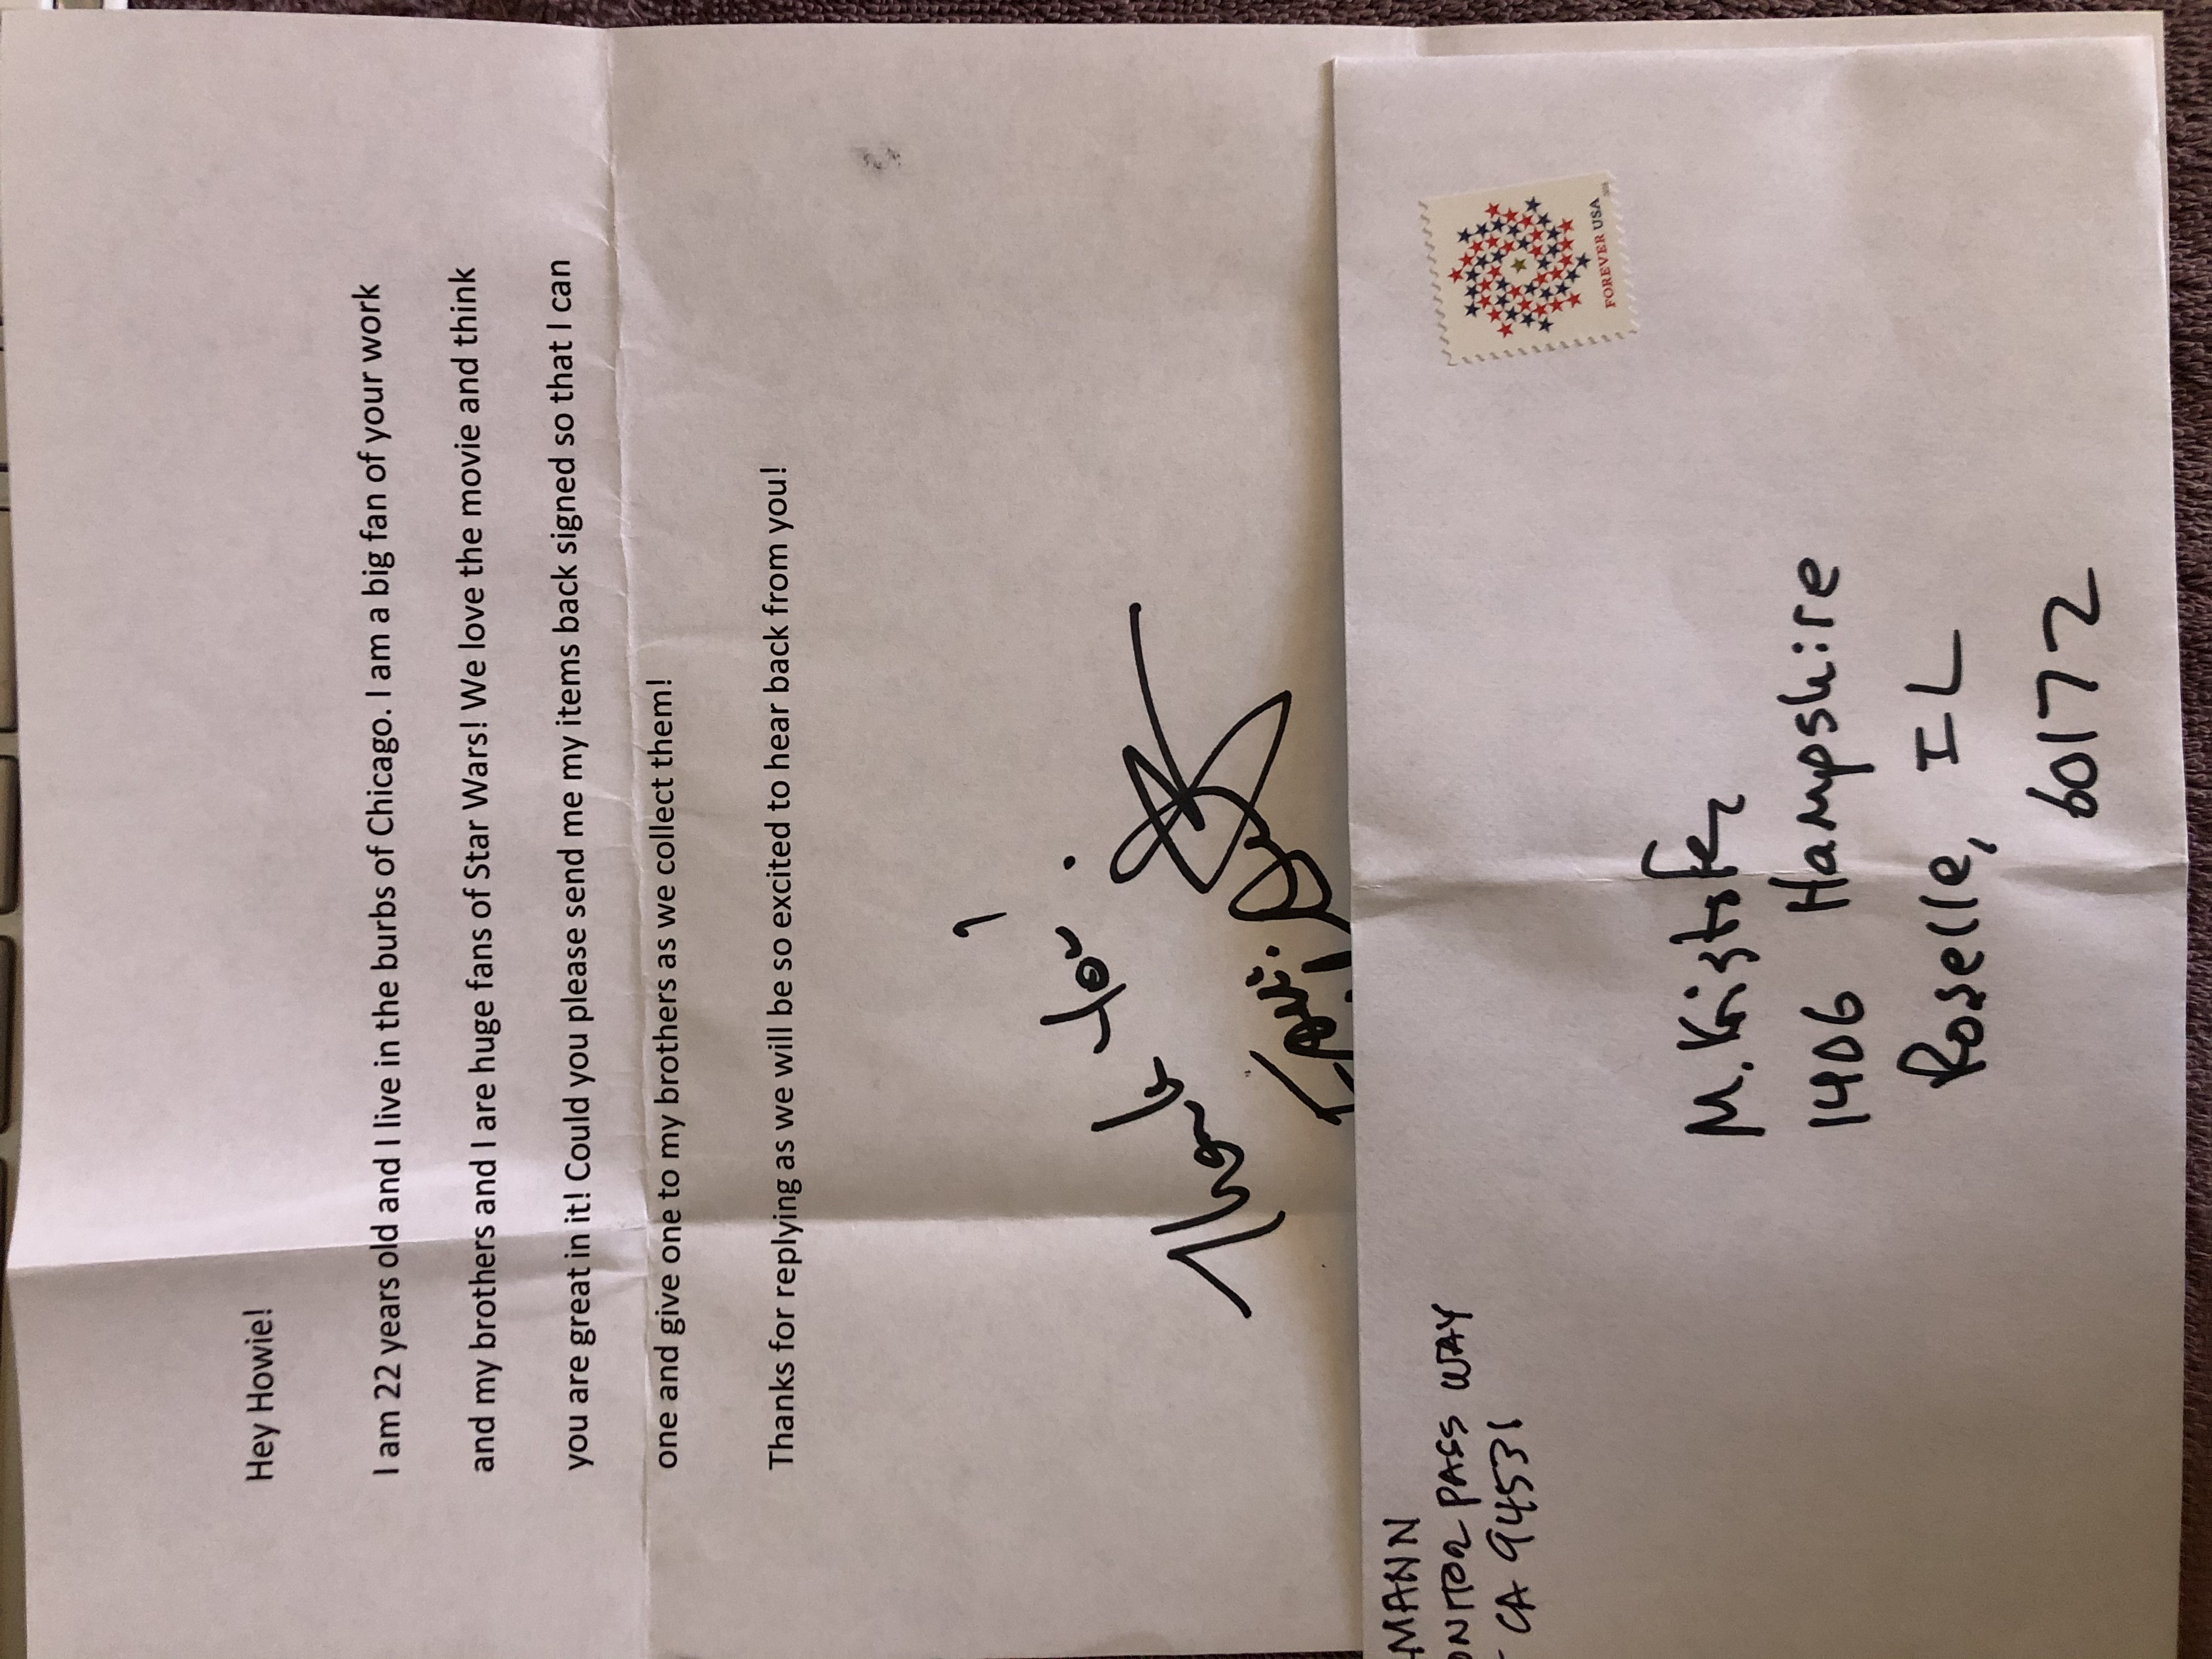 Hey Howie!
I am 22 years old and I live in the burbs of Chicago. I am a big fan of your work
and my brothers and I are huge fans of Star Wars! We love the movie and think
you are great in it! Could you please send me my items back signed so that I can
one and give one to my brothers as we collect them!
Thanks for replying as we will be so excited to hear back from you!
Thank you!
FOREVER USA
MANN
ONITOR PASS WAY
CA 94531
M. Kristofer
1406 Hampshire
Roselle, IL
60172